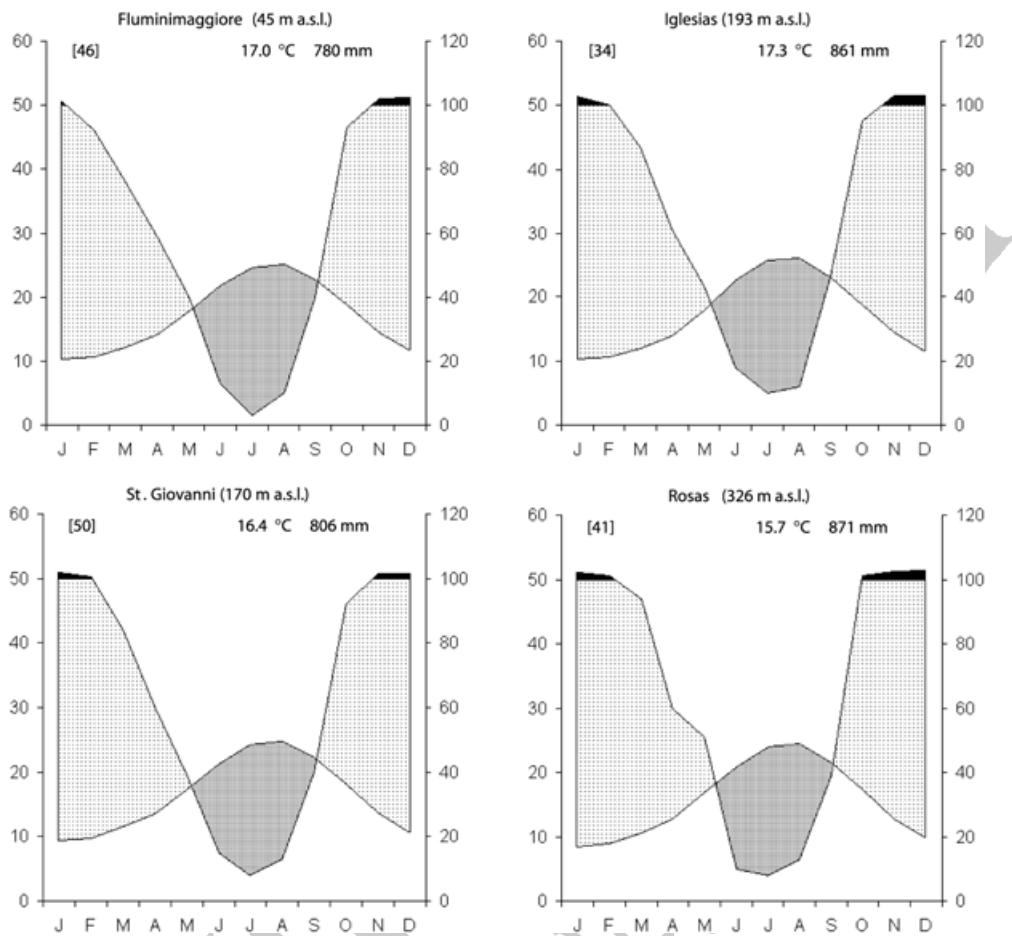 Fluminimaggiore (45 m a.s.l.)
[46] 17.0 °C 780 mm
60 120
50 100
40 80
30 60
20 40
10 20
0 0
J F M A M J J A S O N D
Iglesias (193 m a.s.l.)
[34] 17.3 °C 861 mm
60 120
50 100
40 80
30 60
20 40
10 20
0 0
J F M A M J J A S O N D
St. Giovanni (170 m a.s.l.)
[50] 16.4 °C 806 mm
60 120
50 100
40 80
30 60
20 40
10 20
0 0
J F M A M J J A S O N D
Rosas (326 m a.s.l.)
[41] 15.7 °C 871 mm
60 120
50 100
40 80
30 60
20 40
10 20
0 0
J F M A M J J A S O N D